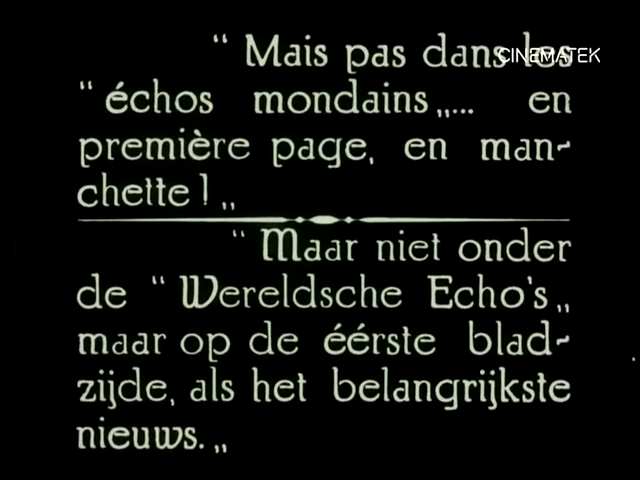 “ Mais pas dans les
CINEMATEK
“ échos mondains„... en
première page, en man-
chette ! „
“ Maar niet onder
de “ Wereldsche Echo's„
maar op de éérste blad-
zijde, als het belangrijkste
nieuws. „